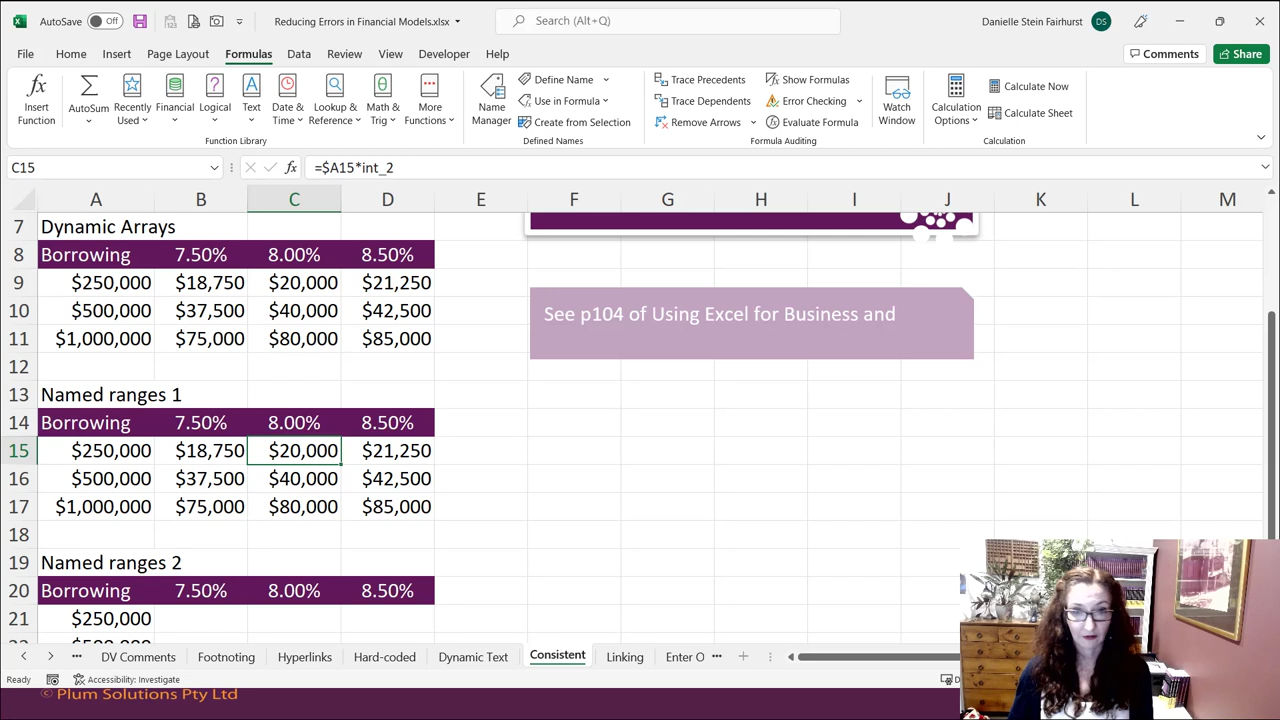 AutoSave Off
Reducing Errors in Financial Models.xlsx
Search (Alt+Q)
Danielle Stein Fairhurst DS
File Home Insert Page Layout Formulas Data Review View Developer Help
Comments Share
Insert Function
AutoSum
Recently Used
Financial
Logical
Text
Date & Time
Lookup & Reference
Math & Trig
More Functions
Function Library
Name Manager
Define Name
Use in Formula
Create from Selection
Defined Names
Trace Precedents
Trace Dependents
Remove Arrows
Show Formulas
Error Checking
Evaluate Formula
Formula Auditing
Watch Window
Calculation Options
Calculate Now
Calculate Sheet
Calculation
C15 fx =$A15*int_2
A B C D E F G H I J K L M
7 Dynamic Arrays
8 Borrowing 7.50% 8.00% 8.50%
9 $250,000 $18,750 $20,000 $21,250
10 $500,000 $37,500 $40,000 $42,500
11 $1,000,000 $75,000 $80,000 $85,000
See p104 of Using Excel for Business and
12
13 Named ranges 1
14 Borrowing 7.50% 8.00% 8.50%
15 $250,000 $18,750 $20,000 $21,250
16 $500,000 $37,500 $40,000 $42,500
17 $1,000,000 $75,000 $80,000 $85,000
18
19 Named ranges 2
20 Borrowing 7.50% 8.00% 8.50%
21 $250,000
DV Comments Footnoting Hyperlinks Hard-coded Dynamic Text Consistent Linking Enter O
Ready Accessibility: Investigate
© Plum Solutions Pty Ltd